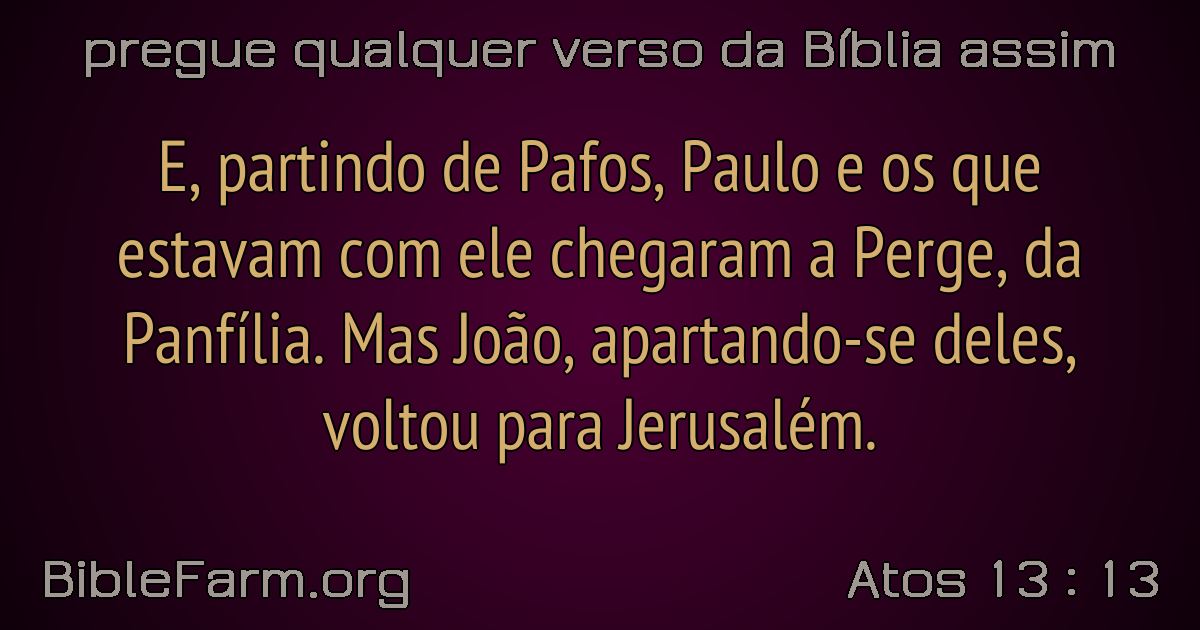 pregue qualquer verso da Bíblia assim
E, partindo de Pafos, Paulo e os que
estavam com ele chegaram a Perge, da
Panfília. Mas João, apartando-se deles,
voltou para Jerusalém.
BibleFarm.org
Atos 13 : 13